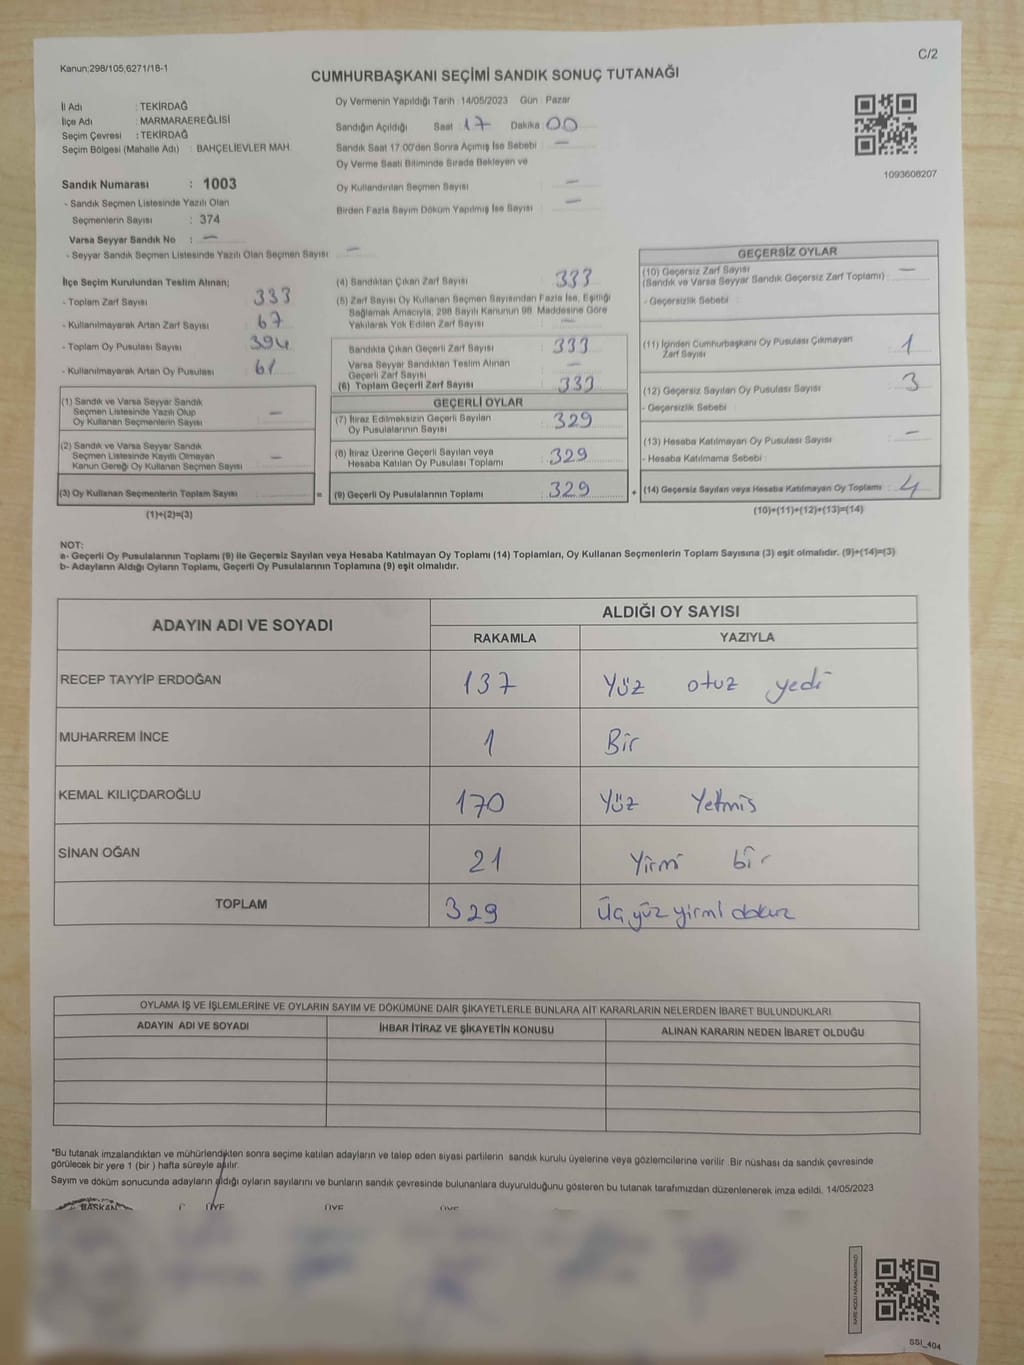 C/2
Kanun;298/105;6271/18-1
CUMHURBAŞKANI SEÇİMİ SANDIK SONUÇ TUTANAĞI
İl Adı : TEKİRDAĞ
İlçe Adı : MARMARAEREĞLİSİ
Seçim Çevresi : TEKİRDAĞ
Seçim Bölgesi (Mahalle Adı) : BAHÇELİEVLER MAH
Sandık Numarası : 1003
- Sandık Seçmen Listesinde Yazılı Olan
Seçmenlerin Sayısı : 374
Varsa Seyyar Sandık No : —
- Seyyar Sandık Seçmen Listesinde Yazılı Olan Seçmen Sayısı —
Oy Vermenin Yapıldığı Tarih : 14/05/2023 Gün : Pazar
Sandığın Açıldığı Saat : 17 Dakika : 00
Sandık Saat 17:00'den Sonra Açımış İse Sebebi : —
Oy Verme Saati Bitiminde Sırada Bekleyen ve
Oy Kullandırılan Seçmen Sayısı : —
Birden Fazla Sayım Döküm Yapılmış İse Sayısı : —
1093608207
İlçe Seçim Kurulundan Teslim Alınan;
- Toplam Zarf Sayısı 333
- Kullanılmayarak Artan Zarf Sayısı : 67
- Toplam Oy Pusulası Sayısı : 394
- Kullanılmayarak Artan Oy Pusulası : 61
(1) Sandık ve Varsa Seyyar Sandık
Seçmen Listesinde Yazılı Olup
Oy Kullanan Seçmenlerin Sayısı : —
(2) Sandık ve Varsa Seyyar Sandık
Seçmen Listesinde Kayıtlı Olmayan
Kanun Gereği Oy Kullanan Seçmen Sayısı : —
(3) Oy Kullanan Seçmenlerin Toplam Sayısı :
(1)+(2)=(3)
(4) Sandıktan Çıkan Zarf Sayısı : 333
(5) Zarf Sayısı Oy Kullanan Seçmen Sayısından Fazla İse, Eşitliği
Sağlamak Amacıyla, 298 Sayılı Kanunun 98. Maddesine Göre
Yakılarak Yok Edilen Zarf Sayısı : —
Sandıkta Çıkan Geçerli Zarf Sayısı : 333
Varsa Seyyar Sandıktan Teslim Alınan
Geçerli Zarf Sayısı : —
(6) Toplam Geçerli Zarf Sayısı : 333
GEÇERLİ OYLAR
(7) İtiraz Edilmeksizin Geçerli Sayılan
Oy Pusulalarının Sayısı : 329
(8) İtiraz Üzerine Geçerli Sayılan veya
Hesaba Katılan Oy Pusulası Toplamı : 329
= (9) Geçerli Oy Pusulalarının Toplamı : 329
GEÇERSİZ OYLAR
(10) Geçersiz Zarf Sayısı
(Sandık ve Varsa Seyyar Sandık Geçersiz Zarf Toplamı) : —
- Geçersizlik Sebebi :
(11) İçinden Cumhurbaşkanı Oy Pusulası Çıkmayan
Zarf Sayısı : 1
(12) Geçersiz Sayılan Oy Pusulası Sayısı : 3
- Geçersizlik Sebebi :
(13) Hesaba Katılmayan Oy Pusulası Sayısı : —
- Hesaba Katılmama Sebebi :
+ (14) Geçersiz Sayılan veya Hesaba Katılmayan Oy Toplamı : 4
(10)+(11)+(12)+(13)=(14)
NOT:
a- Geçerli Oy Pusulalarının Toplamı (9) ile Geçersiz Sayılan veya Hesaba Katılmayan Oy Toplamı (14) Toplamları, Oy Kullanan Seçmenlerin Toplam Sayısına (3) eşit olmalıdır. (9)+(14)=(3)
b- Adayların Aldığı Oyların Toplamı, Geçerli Oy Pusulalarının Toplamına (9) eşit olmalıdır.
ADAYIN ADI VE SOYADI ALDIĞI OY SAYISI
RAKAMLA YAZIYLA
RECEP TAYYİP ERDOĞAN 137 Yüz otuz yedi
MUHARREM İNCE 1 Bir
KEMAL KILIÇDAROĞLU 170 Yüz Yetmis
SİNAN OĞAN 21 Yirmi bir
TOPLAM 329 Üç yüz yirmi dokuz
OYLAMA İŞ VE İŞLEMLERİNE VE OYLARIN SAYIM VE DÖKÜMÜNE DAİR ŞİKAYETLERLE BUNLARA AİT KARARLARIN NELERDEN İBARET BULUNDUKLARI
ADAYIN ADI VE SOYADI İHBAR İTİRAZ VE ŞİKAYETİN KONUSU ALINAN KARARIN NEDEN İBARET OLDUĞU
*Bu tutanak imzalandıktan ve mühürlendikten sonra seçime katılan adayların ve talep eden siyasi partilerin sandık kurulu üyelerine veya gözlemcilerine verilir. Bir nüshası da sandık çevresinde
görülecek bir yere 1 (bir ) hafta süreyle asılır.
Sayım ve döküm sonucunda adayların aldığı oyların sayılarını ve bunların sandık çevresinde bulunanlara duyurulduğunu gösteren bu tutanak tarafımızdan düzenlenerek imza edildi. 14/05/2023
BAŞKAN ÜYE ÜYE ÜYE
SSI_404